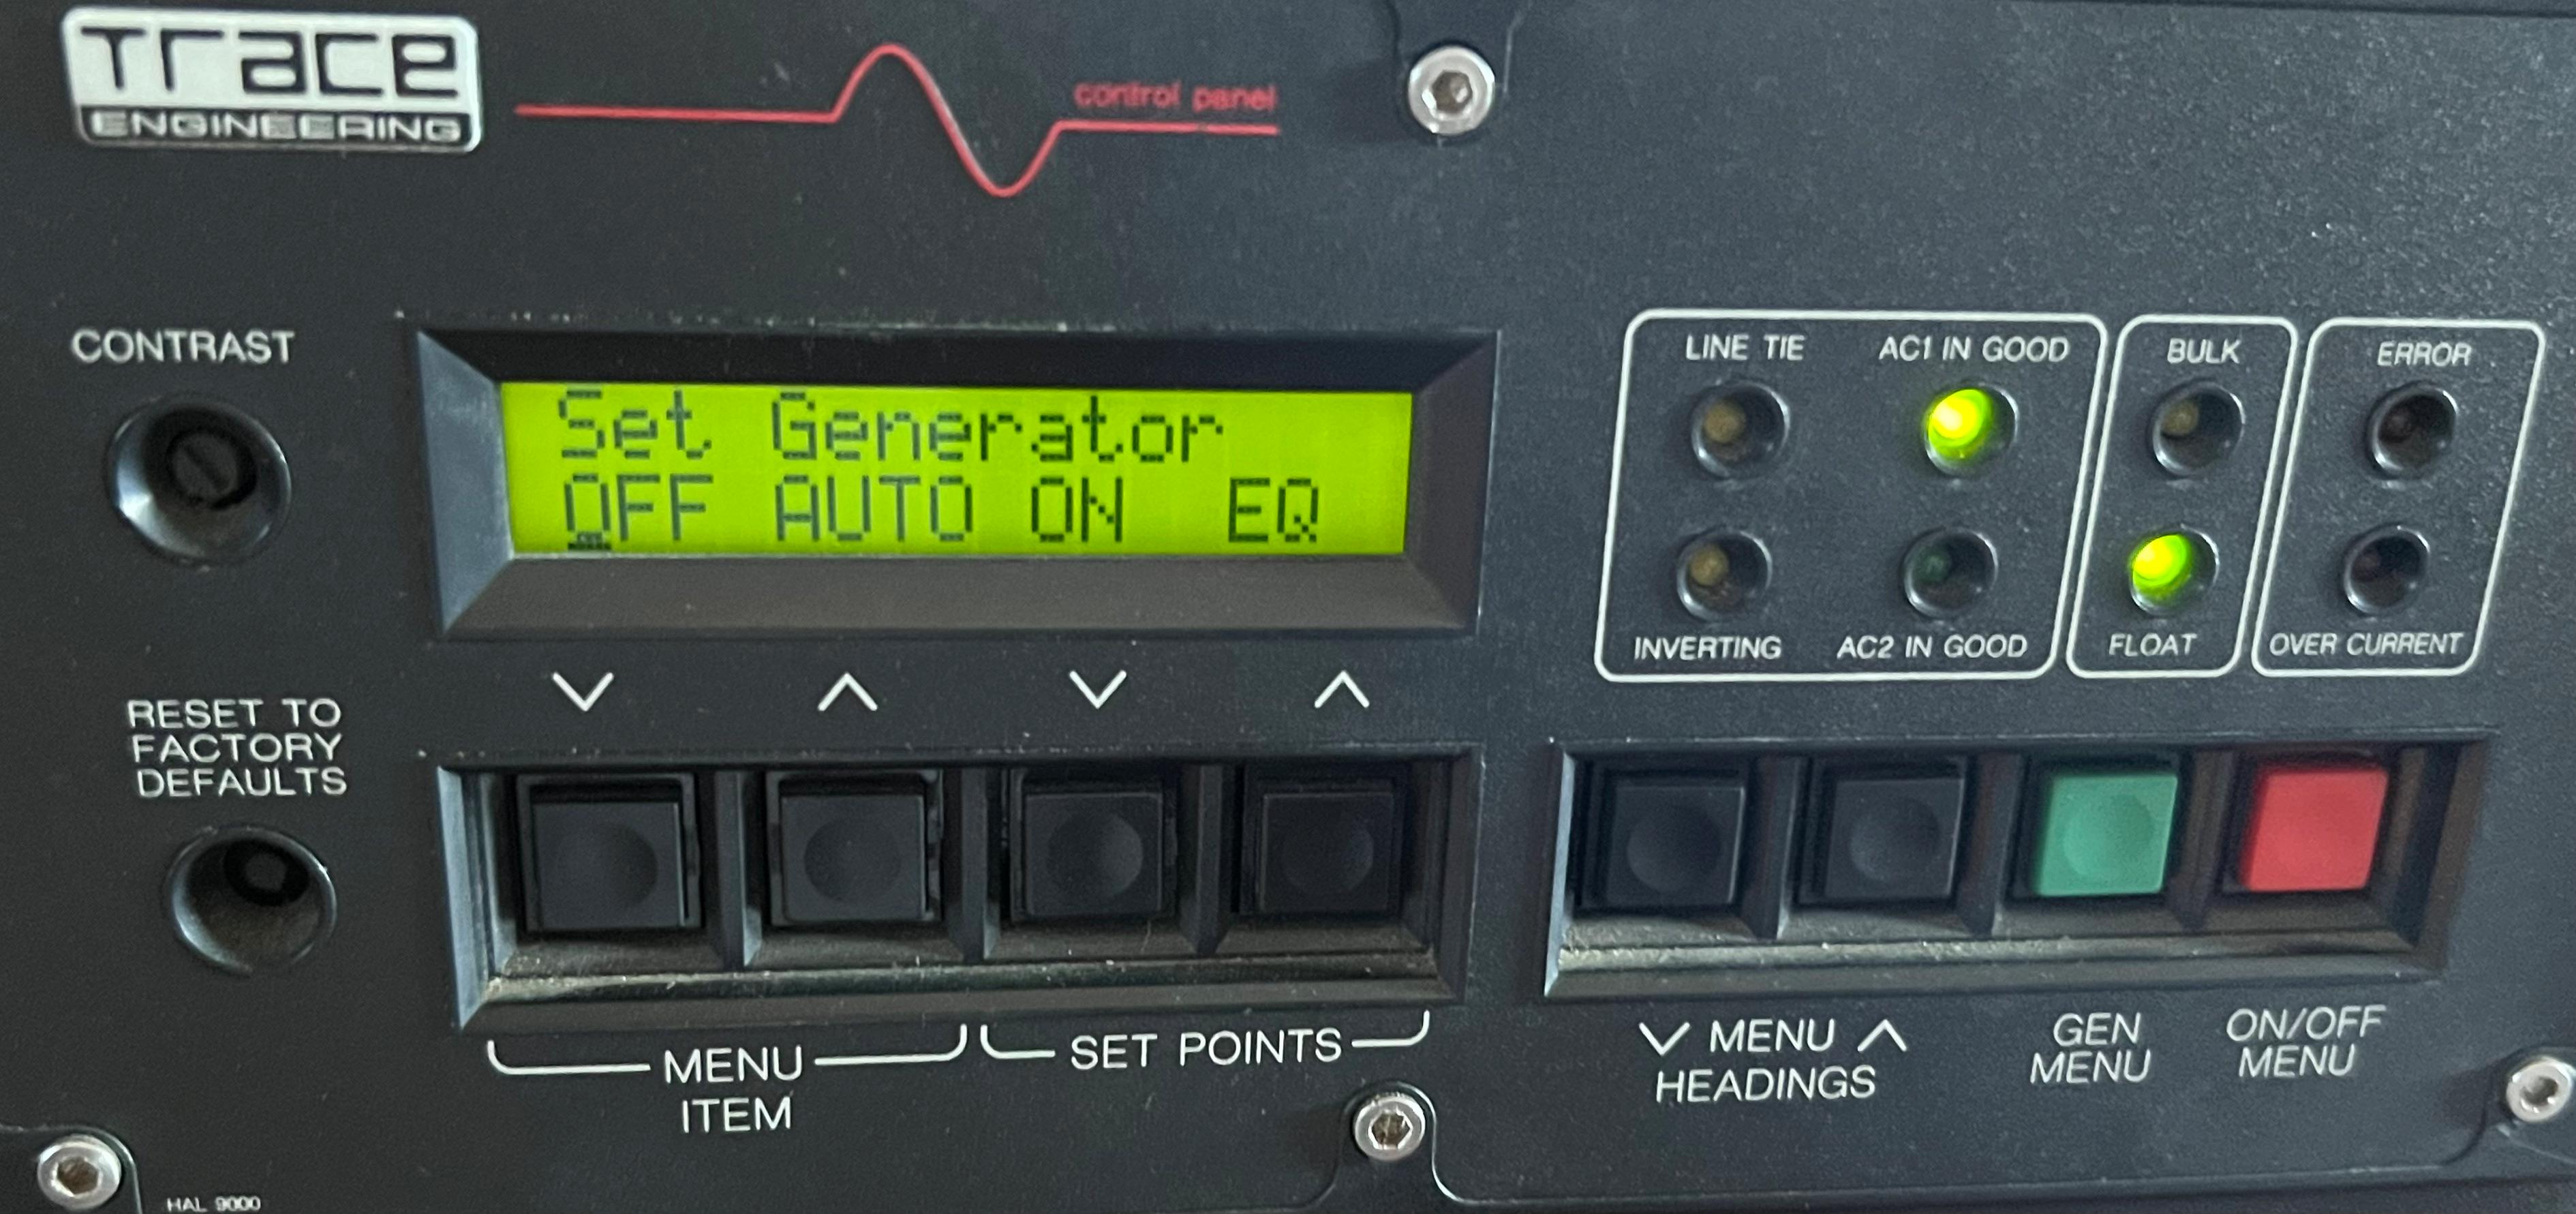 Trace
ENGINEERING
control panel
CONTRAST
Set Generator
OFF AUTO ON EQ
LINE TIE
AC1 IN GOOD
BULK
ERROR
INVERTING
AC2 IN GOOD
FLOAT
OVER CURRENT
RESET TO
FACTORY
DEFAULTS
MENU
ITEM
SET POINTS
MENU
HEADINGS
GEN
MENU
ON/OFF
MENU
HAL 9000